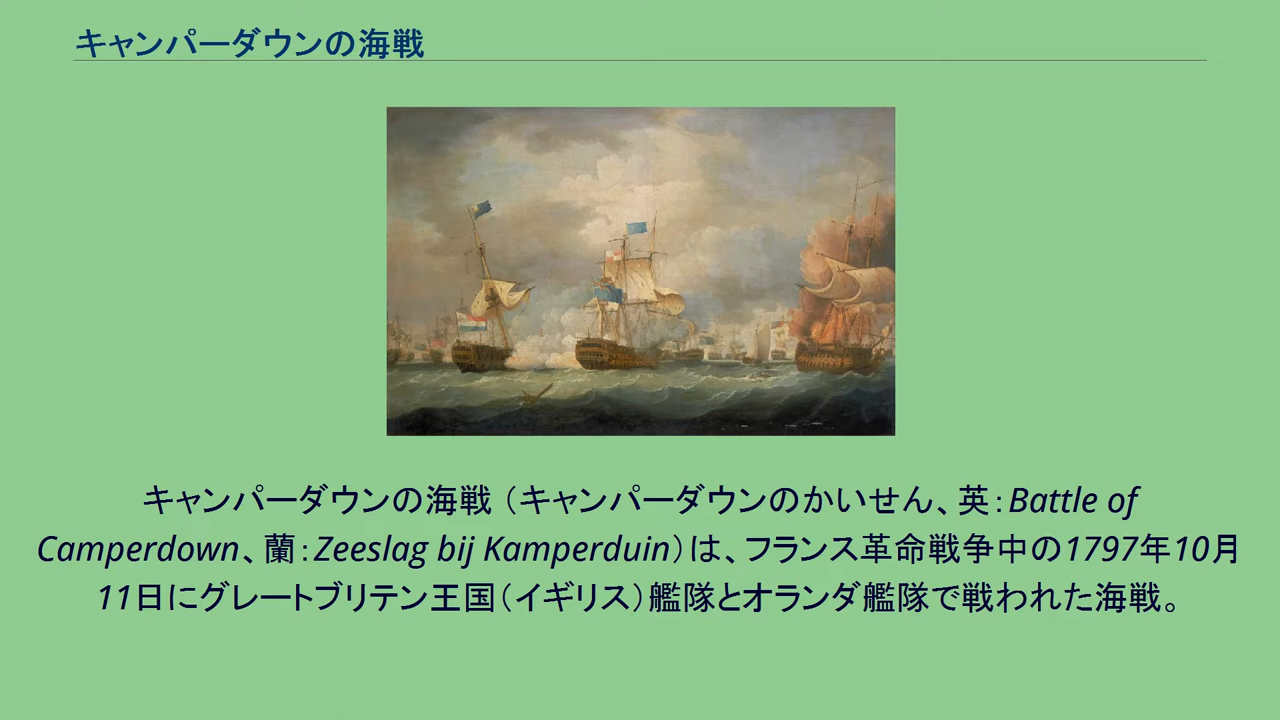 キャンパーダウンの海戦
キャンパーダウンの海戦（キャンパーダウンのかいせん、英：Battle of
Camperdown、蘭：Zeeslag bij Kamperduin）は、フランス革命戦争中の1797年10月
11日にグレートブリテン王国（イギリス）艦隊とオランダ艦隊で戦われた海戦。